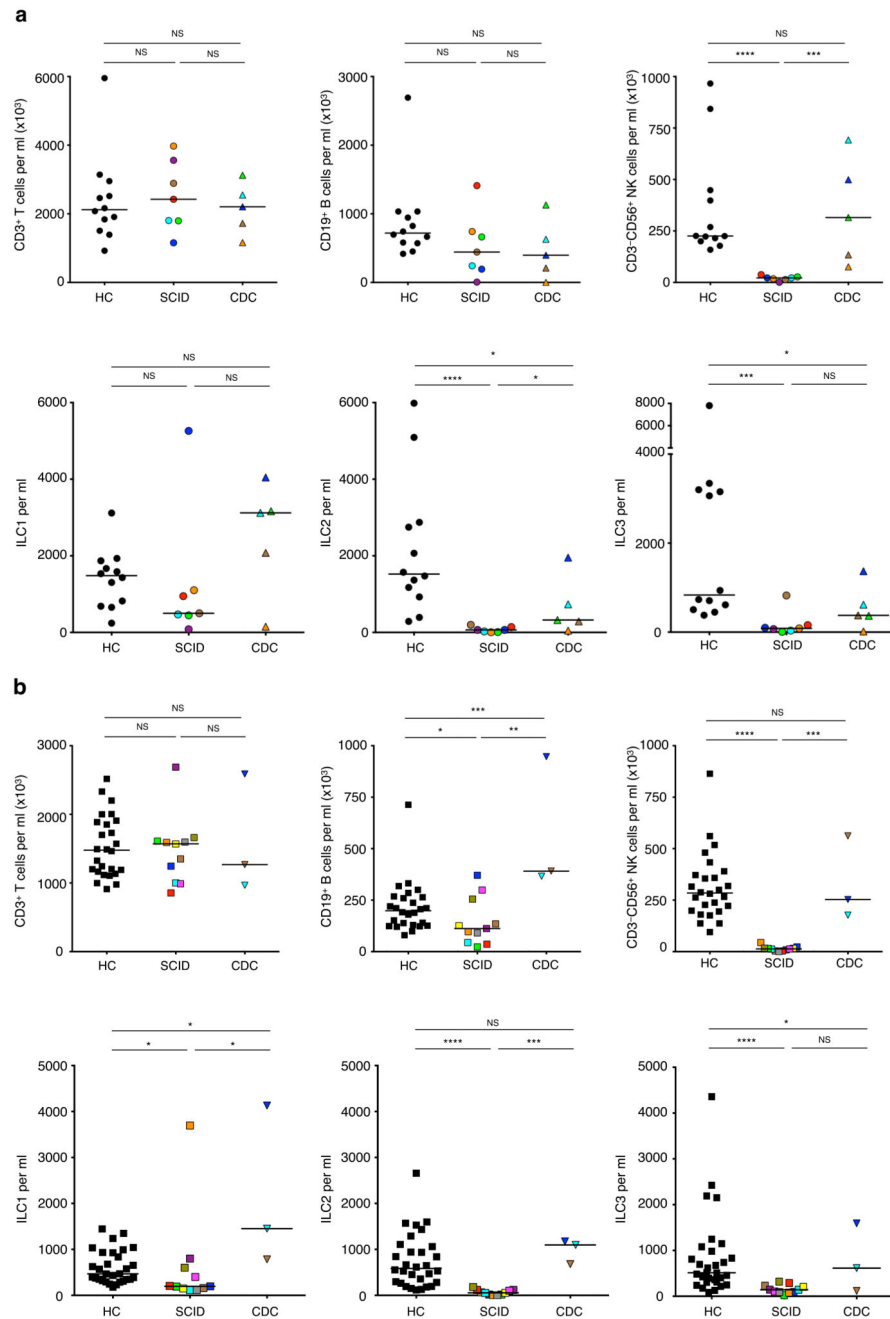 a
NS
NS NS
CD3⁺ T cells per ml (x10³)
6000
4000
2000
0
HC SCID CDC
NS
NS NS
CD19⁺ B cells per ml (x10³)
3000
2000
1000
0
HC SCID CDC
NS
**** ***
CD3⁻CD56⁺ NK cells per ml (x10³)
1000
750
500
250
0
HC SCID CDC
NS
NS NS
ILC1 per ml
6000
4000
2000
0
HC SCID CDC
*
**** *
ILC2 per ml
6000
4000
2000
0
HC SCID CDC
*
*** NS
ILC3 per ml
8000
6000
4000
2000
0
HC SCID CDC
b
NS
NS NS
CD3⁺ T cells per ml (x10³)
3000
2000
1000
0
HC SCID CDC
***
* **
CD19⁺ B cells per ml (x10³)
1000
750
500
250
0
HC SCID CDC
NS
**** ***
CD3⁻CD56⁺ NK cells per ml (x10³)
1000
750
500
250
0
HC SCID CDC
*
* *
ILC1 per ml
5000
4000
3000
2000
1000
0
HC SCID CDC
NS
**** ***
ILC2 per ml
5000
4000
3000
2000
1000
0
HC SCID CDC
*
**** NS
ILC3 per ml
5000
4000
3000
2000
1000
0
HC SCID CDC